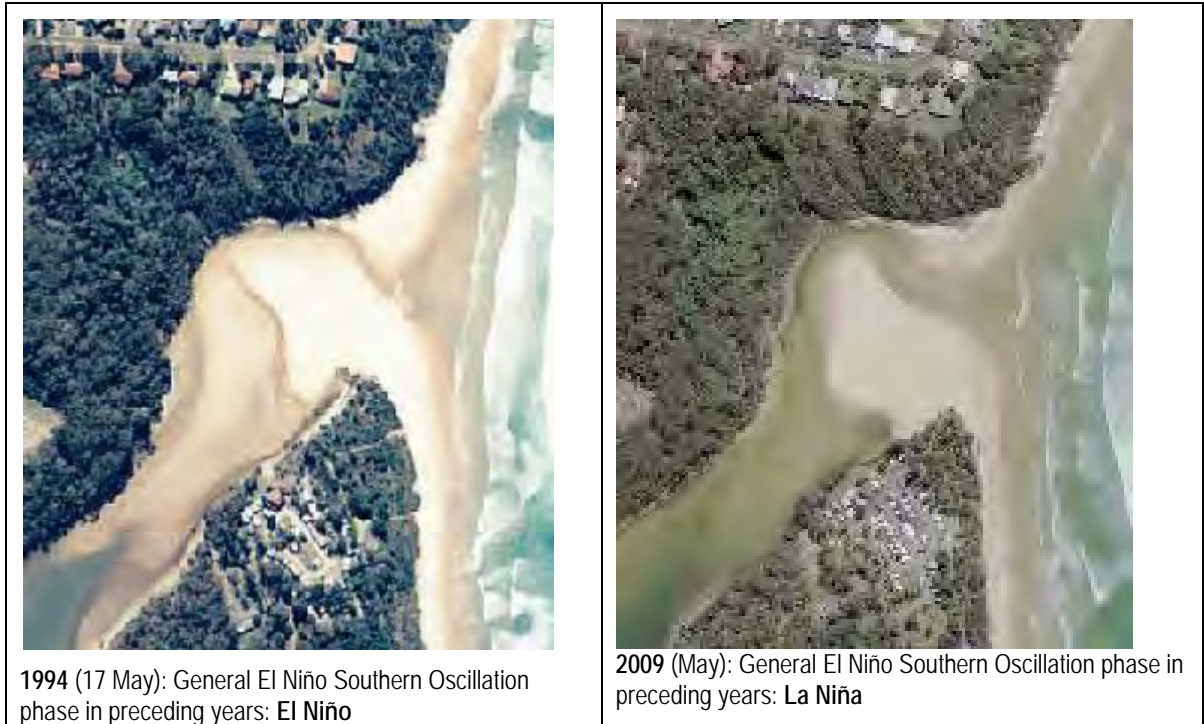 1994 (17 May): General El Niño Southern Oscillation
phase in preceding years: El Niño
2009 (May): General El Niño Southern Oscillation phase in
preceding years: La Niña